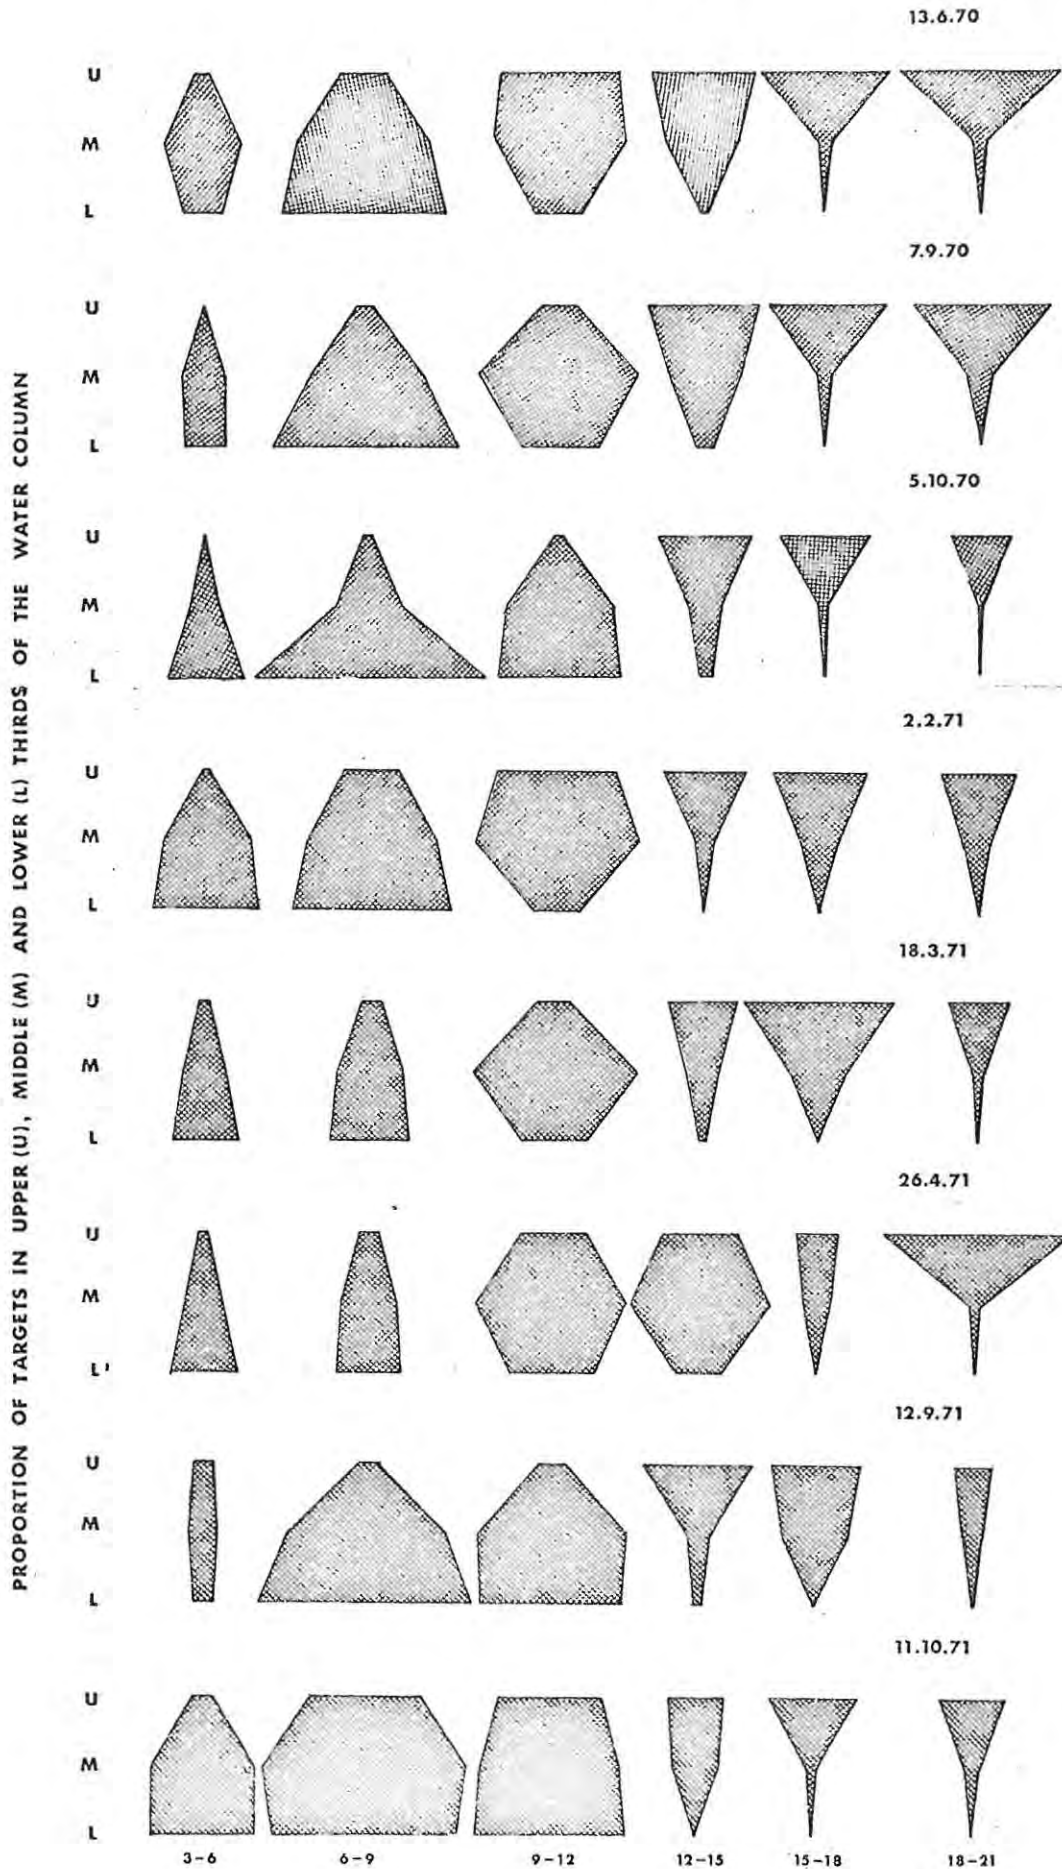 PROPORTION OF TARGETS IN UPPER (U), MIDDLE (M) AND LOWER (L) THIRDS OF THE WATER COLUMN
13.6.70
U
M
L
7.9.70
U
M
L
5.10.70
U
M
L
2.2.71
U
M
L
18.3.71
U
M
L
26.4.71
U
M
L
12.9.71
U
M
L
11.10.71
U
M
L
3-6 6-9 9-12 12-15 15-18 18-21